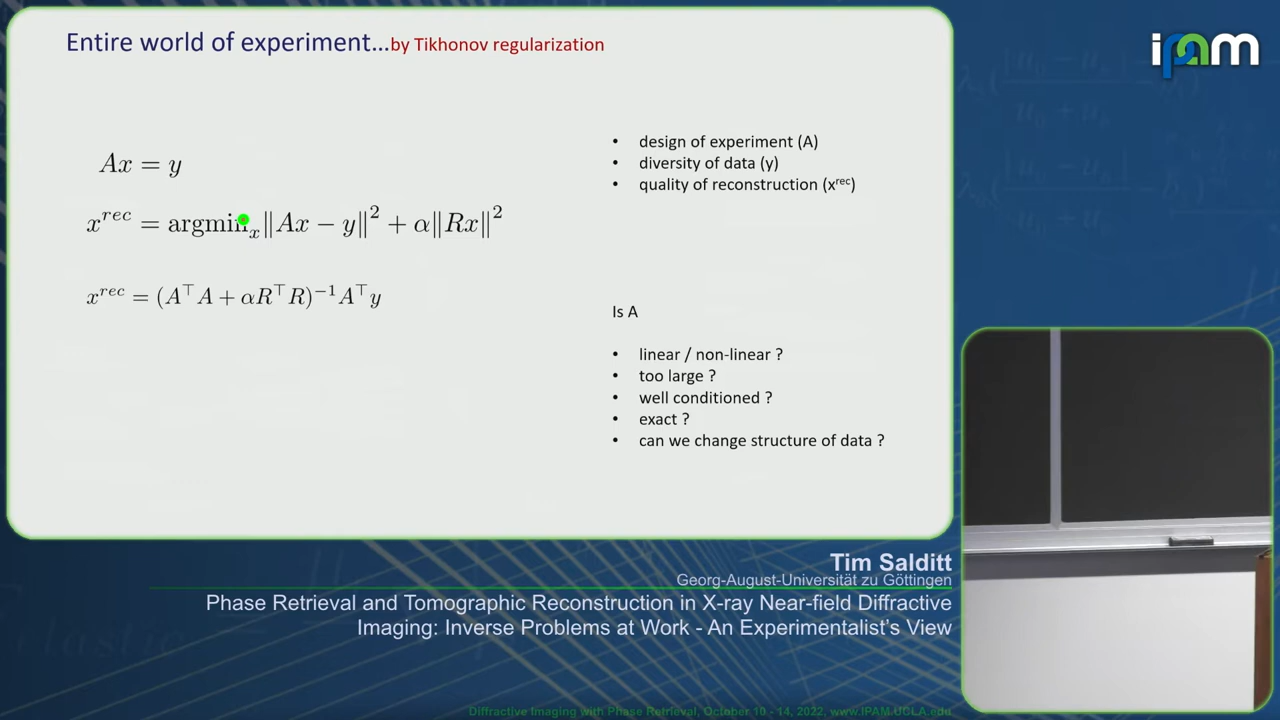 Entire world of experiment...by Tikhonov regularization
ipam
Ax = y
x^{rec} = argmin_x ‖Ax − y‖² + α‖Rx‖²
x^{rec} = (A^⊤A + αR^⊤R)^{−1}A^⊤y
• design of experiment (A)
• diversity of data (y)
• quality of reconstruction (x^{rec})
Is A
• linear / non-linear ?
• too large ?
• well conditioned ?
• exact ?
• can we change structure of data ?
Tim Salditt
Georg-August-Universität zu Göttingen
Phase Retrieval and Tomographic Reconstruction in X-ray Near-field Diffractive
Imaging: Inverse Problems at Work - An Experimentalist's View
Diffractive Imaging with Phase Retrieval, October 10 - 14, 2022, www.IPAM.UCLA.edu